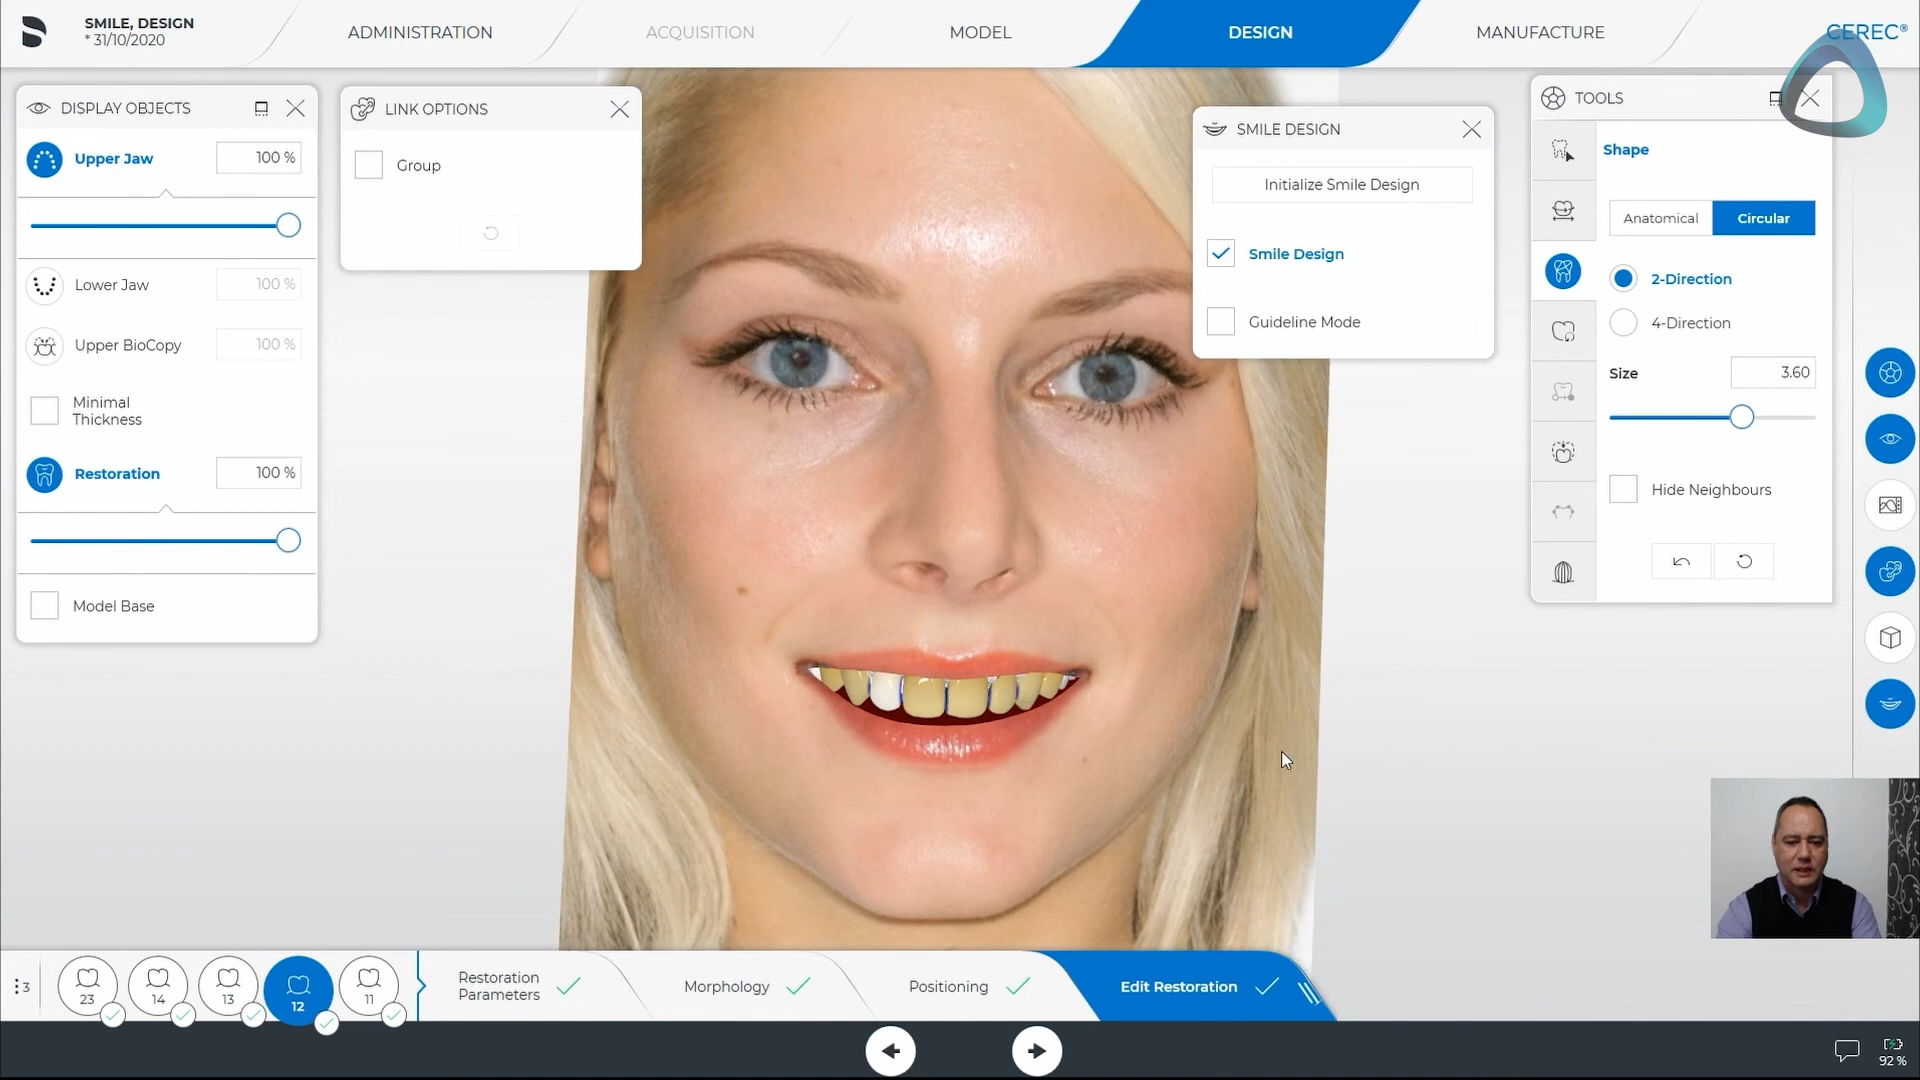 SMILE, DESIGN
* 31/10/2020
ADMINISTRATION
ACQUISITION
MODEL
DESIGN
MANUFACTURE
CEREC®
DISPLAY OBJECTS
Upper Jaw
100 %
Lower Jaw
100 %
Upper BioCopy
100 %
Minimal
Thickness
Restoration
100 %
Model Base
LINK OPTIONS
Group
SMILE DESIGN
Initialize Smile Design
Smile Design
Guideline Mode
TOOLS
Shape
Anatomical
Circular
2-Direction
4-Direction
Size
3.60
Hide Neighbours
3
23
14
13
12
11
Restoration
Parameters
Morphology
Positioning
Edit Restoration
92 %